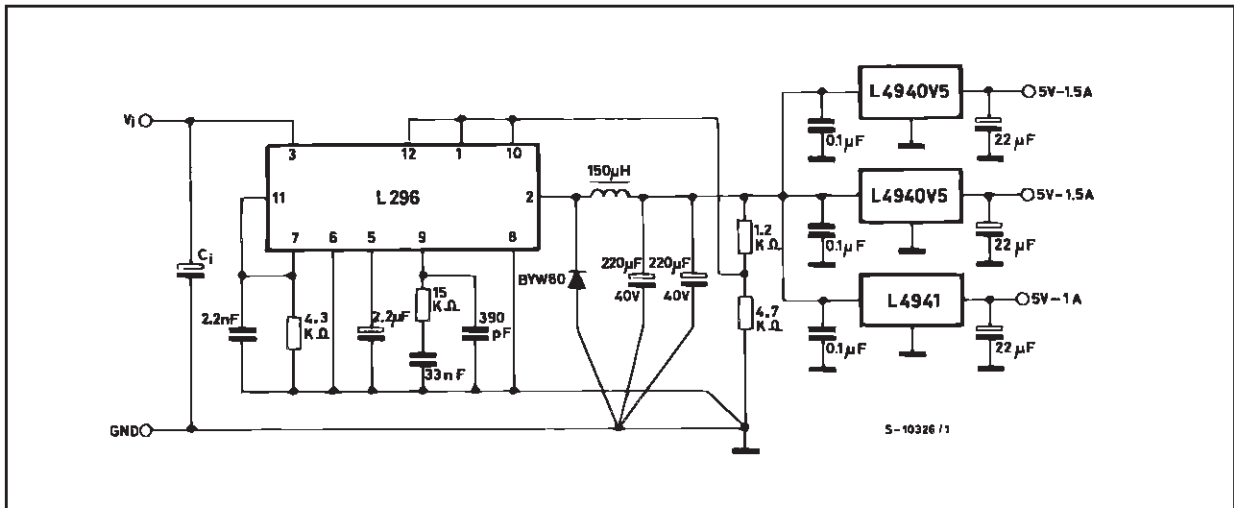 Vi
GND
Ci
3
12
1
10
L296
11
2
7
6
5
9
8
2.2nF
4.3
KΩ
2.2µF
15
KΩ
33nF
390
pF
BYW80
150µH
220µF
40V
220µF
40V
1.2
KΩ
4.7
KΩ
L4940V5
0.1µF
22µF
5V-1.5A
L4940V5
0.1µF
22µF
5V-1.5A
L4941
0.1µF
22µF
5V-1A
S-10326/1